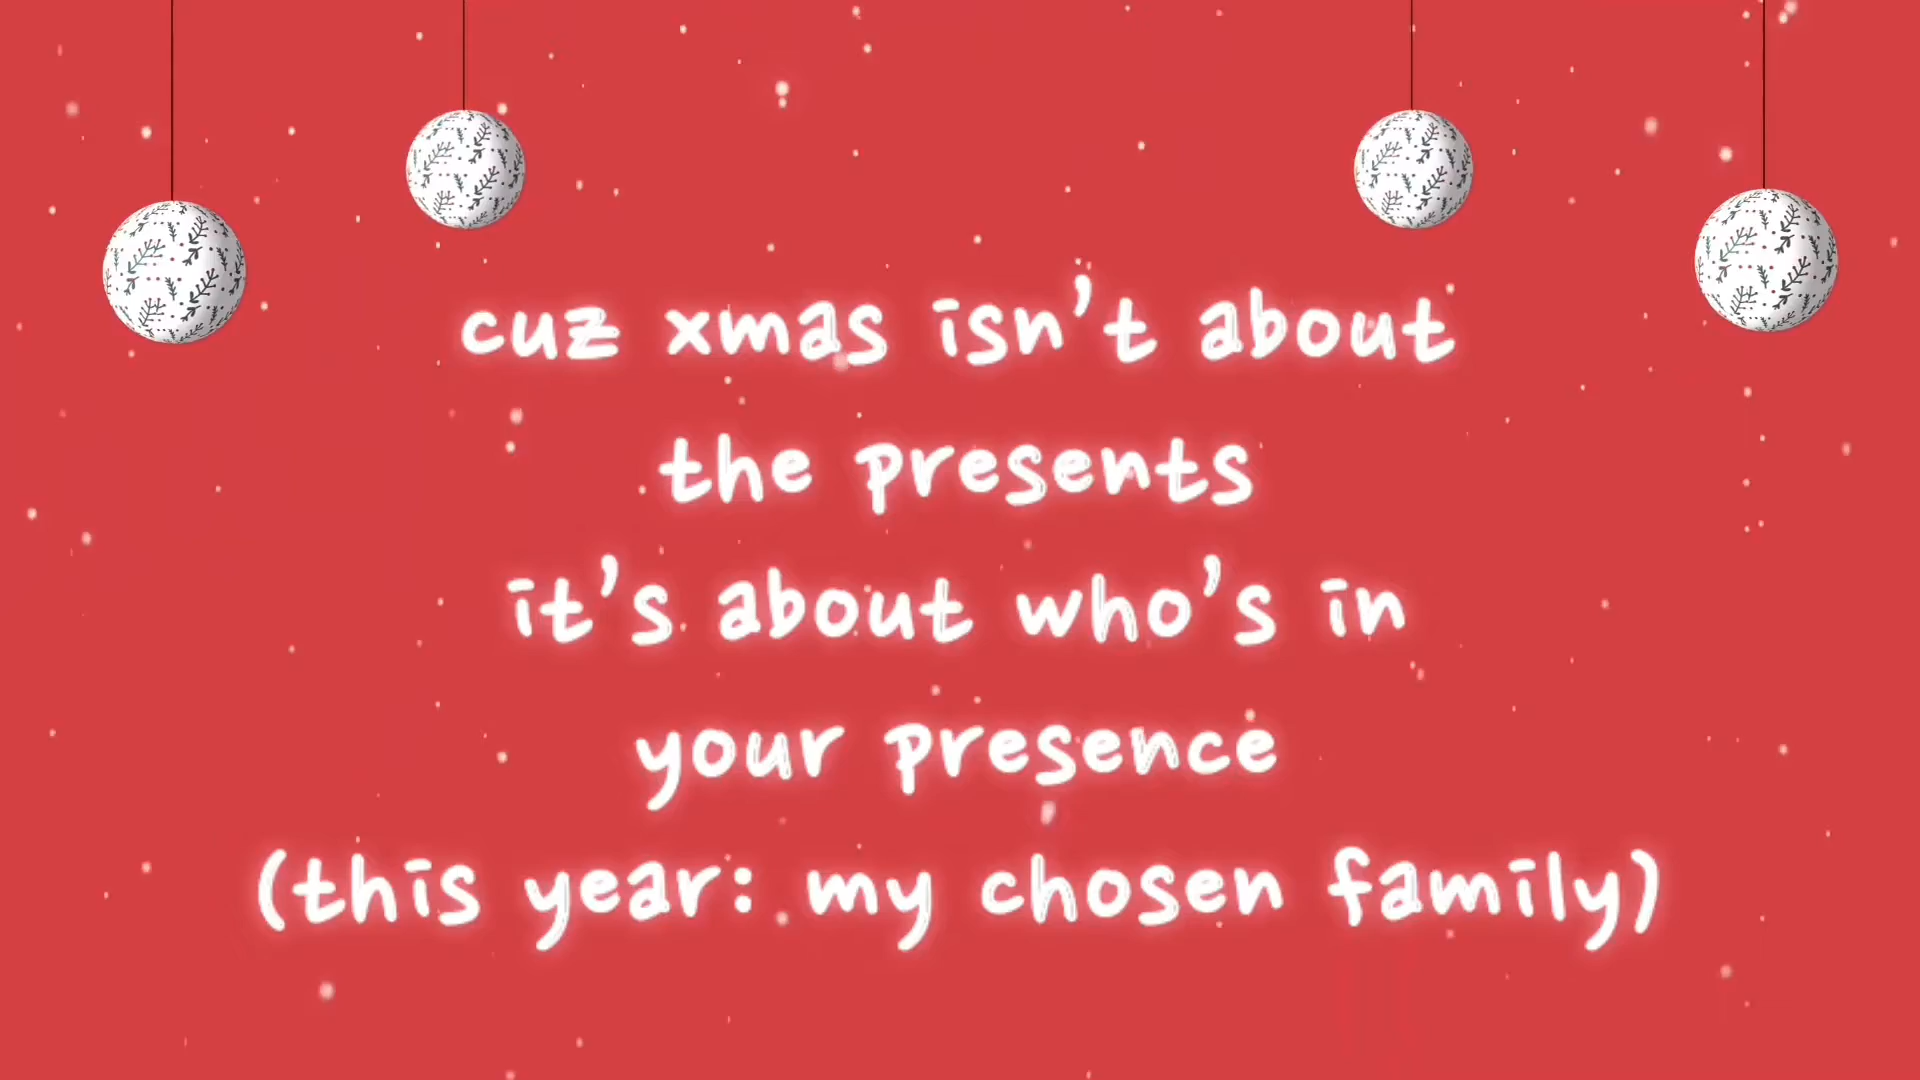 cuz xmas isn't about
the presents
it's about who's in
your presence
(this year: my chosen family)